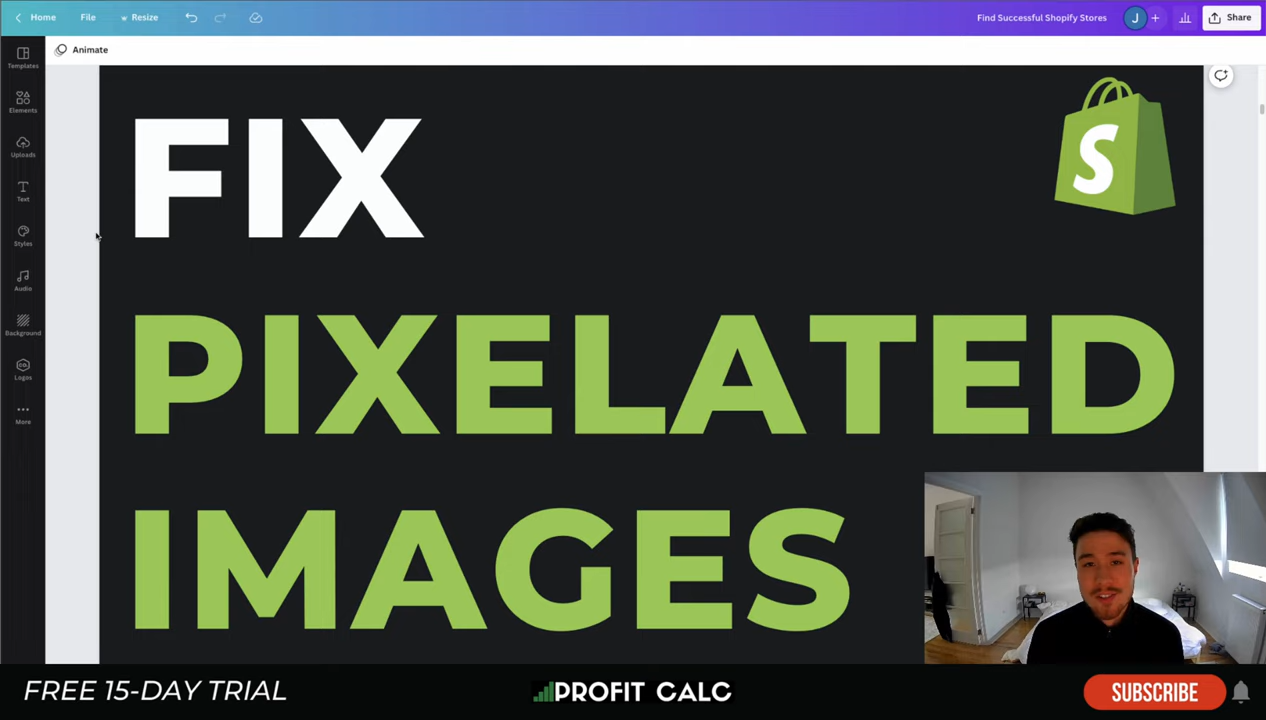 Home File Resize Find Successful Shopify Stores J + Share
Animate
Templates
Elements
Uploads
Text
Styles
Audio
Background
CO.
Logos
More
S
FIX
PIXELATED
IMAGES
FREE 15-DAY TRIAL PROFIT CALC SUBSCRIBE